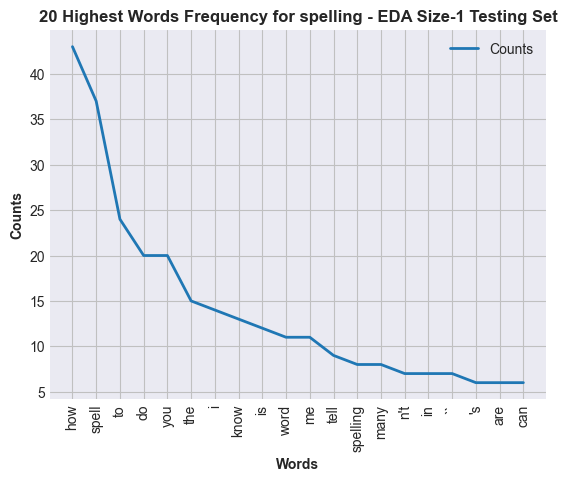 20 Highest Words Frequency for spelling - EDA Size-1 Testing Set
Counts
40
35
30
25
20
15
10
5
Counts
how
spell
to
do
you
the
i
know
is
word
me
tell
spelling
many
n't
in
``
's
are
can
Words